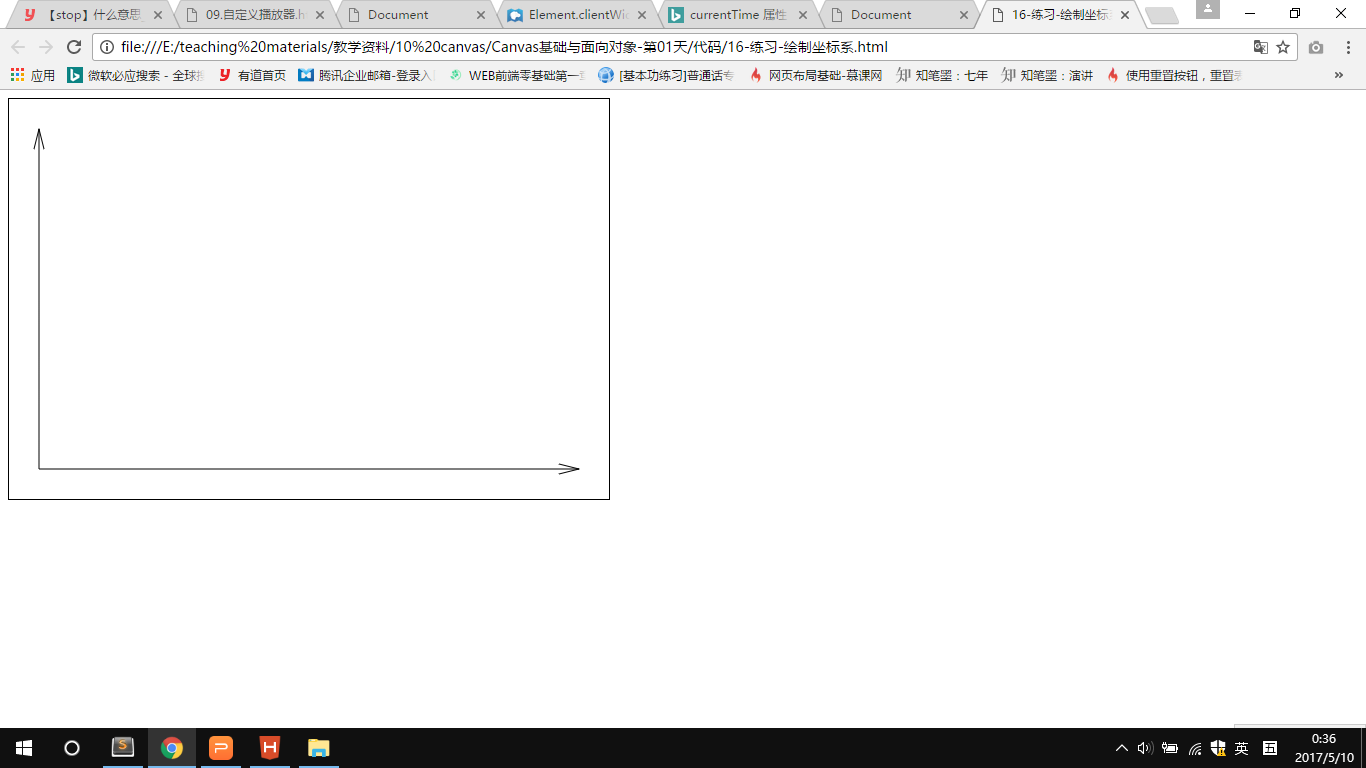 【stop】什么意思_
09.自定义播放器.h
Document
Element.clientWid
currentTime 属性
Document
16-练习-绘制坐标系
file:///E:/teaching%20materials/教学资料/10%20canvas/Canvas基础与面向对象-第01天/代码/16-练习-绘制坐标系.html
应用
微软必应搜索 - 全球搜
有道首页
腾讯企业邮箱-登录入
WEB前端零基础第一
[基本功练习]普通话专
网页布局基础-慕课网
知笔墨：七年
知笔墨：演讲
使用重置按钮，重置表
»
英
五
0:36
2017/5/10